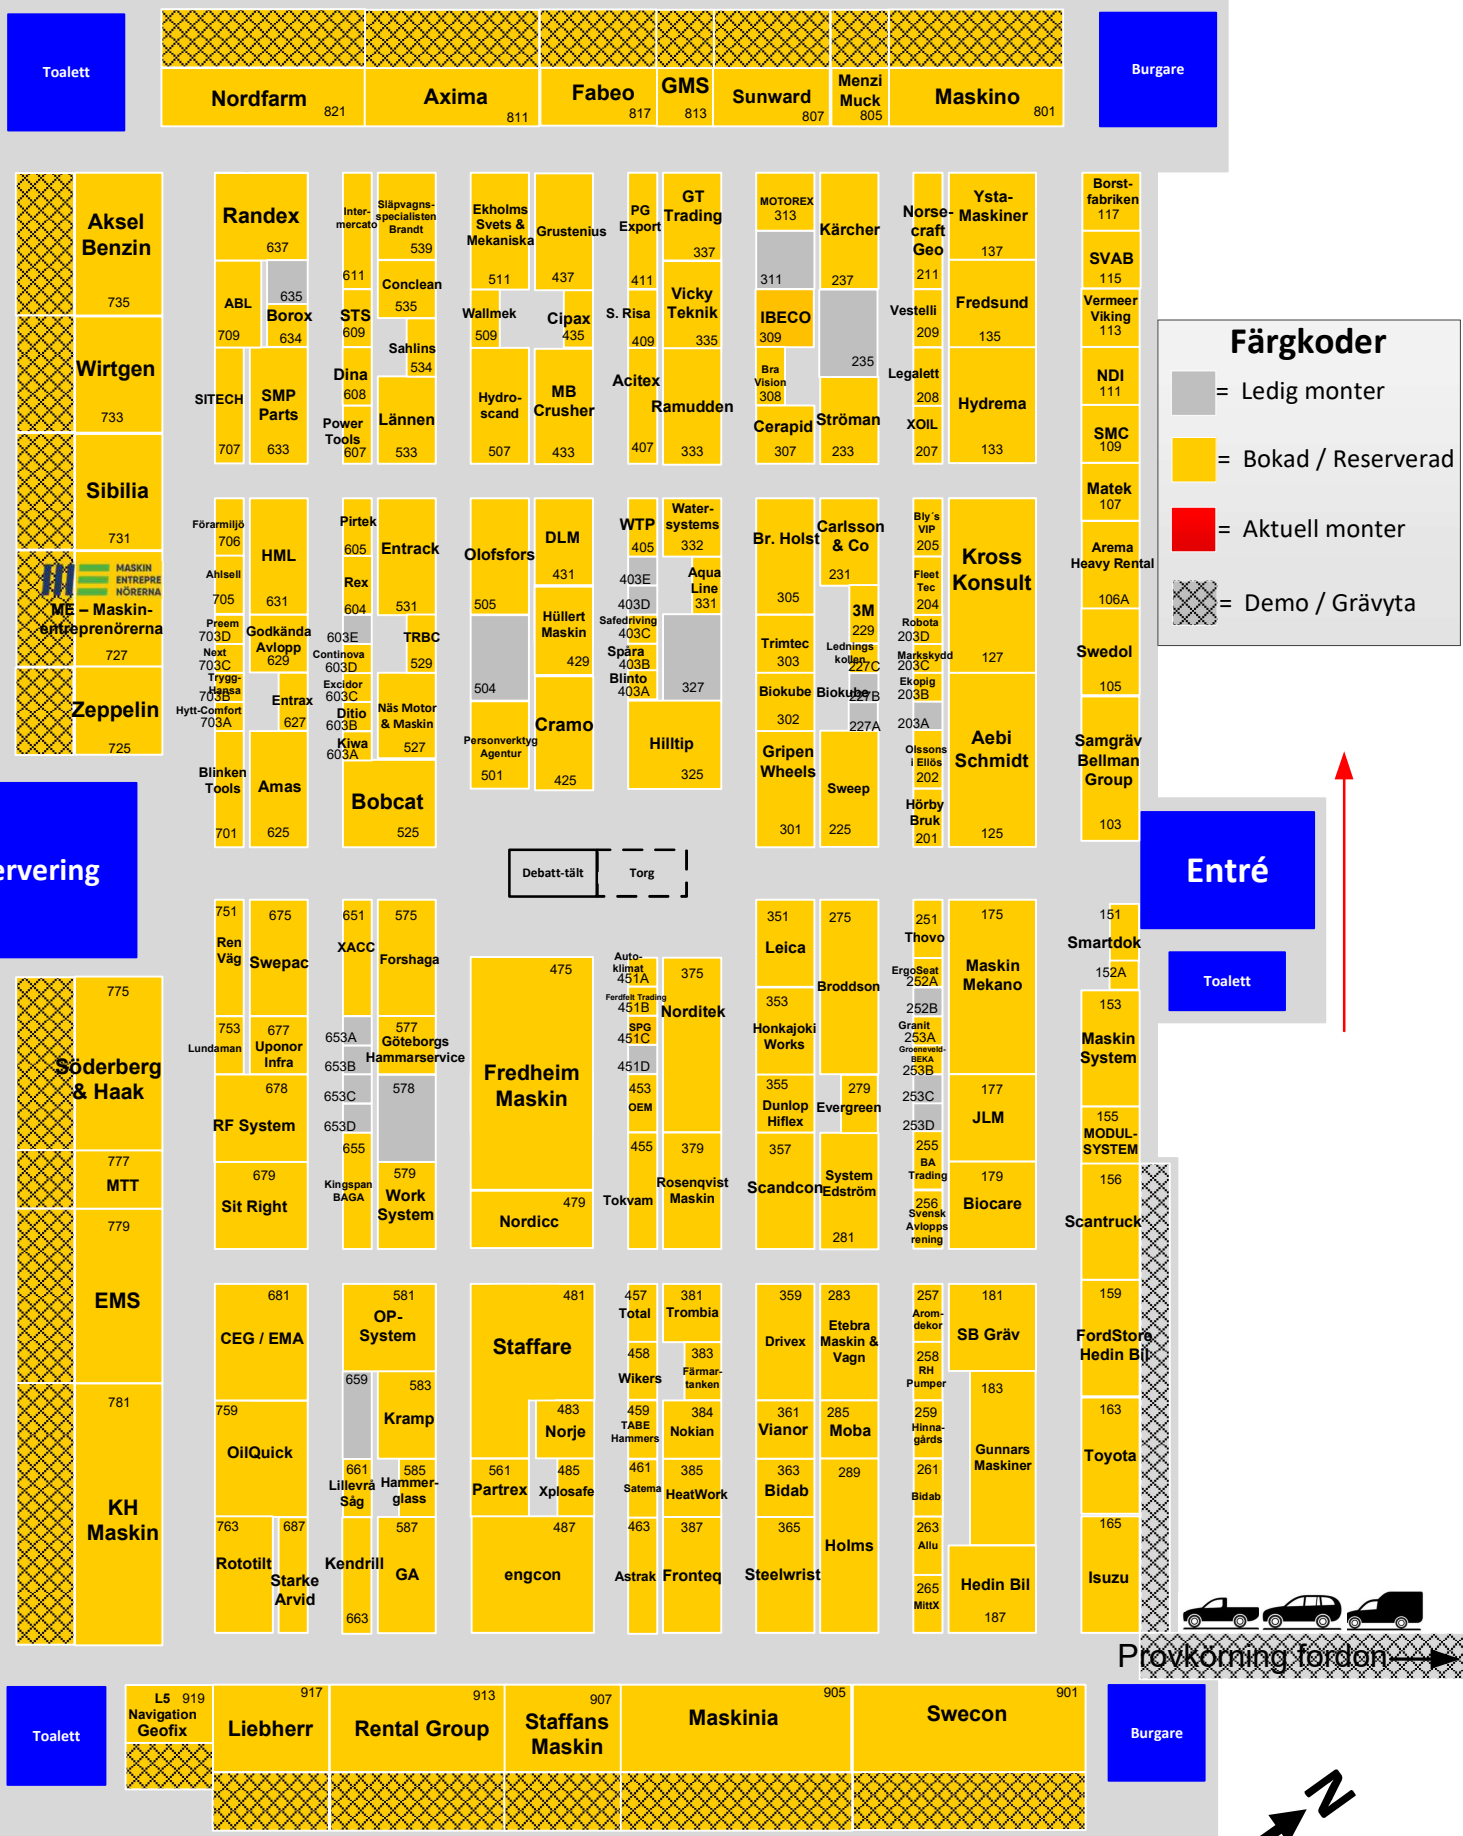 Toalett
Nordfarm
821
Axima
811
Fabeo
817
GMS
813
Sunward
807
Menzi
Muck
805
Maskino
801
Burgare
Aksel
Benzin
735
Wirtgen
733
Sibilia
731
MASKIN
ENTREPRE
NÖRERNA
ME – Maskin-
entreprenörerna
727
Zeppelin
725
Randex
637
ABL
709
635
Borox
634
SITECH
707
SMP
Parts
633
Inter-
mercato
611
STS
609
Dina
608
Power
Tools
607
Släpvagns-
specialisten
Brandt
539
Conclean
535
Sahlins
534
Lännen
533
Ekholms
Svets &
Mekaniska
511
Wallmek
509
Hydro-
scand
507
Grustenius
437
Cipax
435
MB
Crusher
433
PG
Export
411
S. Risa
409
Acitex
407
GT
Trading
337
Vicky
Teknik
335
Ramudden
333
MOTOREX
313
311
IBECO
309
Bra
Vision
308
Cerapid
307
Kärcher
237
235
Ströman
233
Norse-
craft
Geo
211
Vestelli
209
Legalett
208
XOIL
207
Ysta-
Maskiner
137
Fredsund
135
Hydrema
133
Borst-
fabriken
117
SVAB
115
Vermeer
Viking
113
NDI
111
SMC
109
Matek
107
Arema
Heavy Rental
106A
Swedol
105
Samgräv
Bellman
Group
103
Färgkoder
= Ledig monter
= Bokad / Reserverad
= Aktuell monter
= Demo / Grävyta
Förarmiljö
706
Ahlsell
705
Preem
703D
Next
703C
Trygg-
Hansa
703B
Hytt-Comfort
703A
Blinken
Tools
701
HML
631
Godkända
Avlopp
629
Entrax
627
Amas
625
Pirtek
605
Rex
604
603E
Continova
603D
Excidor
603C
Ditio
603B
Kiwa
603A
Entrack
531
TRBC
529
Näs Motor
& Maskin
527
Bobcat
525
Olofsfors
505
504
Personverktyg
Agentur
501
DLM
431
Hüllert
Maskin
429
Cramo
425
WTP
405
403E
403D
Safedriving
403C
Spåra
403B
Blinto
403A
Water-
systems
332
Aqua
Line
331
327
Hilltip
325
Br. Holst
305
Trimtec
303
Biokube
302
Gripen
Wheels
301
Carlsson
& Co
231
3M
229
Lednings
kollen
227C
Biokube
227B
227A
Sweep
225
Bly´s
VIP
205
Fleet
Tec
204
Robota
203D
Markskydd
203C
Ekopig
203B
203A
Olssons
i Ellös
202
Hörby
Bruk
201
Kross
Konsult
127
Aebi
Schmidt
125
ervering
Debatt-tält
Torg
Entré
Toalett
775
Söderberg
& Haak
777
MTT
779
EMS
781
KH
Maskin
751
Ren
Väg
753
Lundaman
675
Swepac
677
Uponor
Infra
678
RF System
679
Sit Right
651
XACC
653A
653B
653C
653D
655
Kingspan
BAGA
575
Forshaga
577
Göteborgs
Hammarservice
578
579
Work
System
475
Fredheim
Maskin
479
Nordicc
Auto-
klimat
451A
Ferdfelt Trading
451B
SPG
451C
451D
453
OEM
455
Tokvam
375
Norditek
379
Rosenqvist
Maskin
351
Leica
353
Honkajoki
Works
355
Dunlop
Hiflex
357
Scandcon
275
Broddson
279
Evergreen
System
Edström
281
251
Thovo
ErgoSeat
252A
252B
Granit
253A
Groeneveld-
BEKA
253B
253C
253D
255
BA
Trading
256
Svensk
Avlopps
rening
175
Maskin
Mekano
177
JLM
179
Biocare
151
Smartdok
152A
153
Maskin
System
155
MODUL-
SYSTEM
156
Scantruck
159
FordStore
Hedin Bil
163
Toyota
165
Isuzu
681
CEG / EMA
759
OilQuick
763
Rototilt
687
Starke
Arvid
581
OP-
System
659
583
Kramp
661
Lillevrå
Såg
585
Hammer-
glass
Kendrill
663
587
GA
481
Staffare
483
Norje
561
Partrex
485
Xplosafe
487
engcon
457
Total
458
Wikers
459
TABE
Hammers
461
Satema
463
Astrak
381
Trombia
383
Färmar-
tanken
384
Nokian
385
HeatWork
387
Fronteq
359
Drivex
361
Vianor
363
Bidab
365
Steelwrist
283
Etebra
Maskin &
Vagn
285
Moba
289
Holms
257
Arom-
dekor
258
RH
Pumper
259
Hinna-
gårds
261
Bidab
263
Allu
265
MittX
181
SB Gräv
183
Gunnars
Maskiner
Hedin Bil
187
Provkörning fordon
Toalett
L5 919
Navigation
Geofix
917
Liebherr
913
Rental Group
907
Staffans
Maskin
905
Maskinia
901
Swecon
Burgare
N